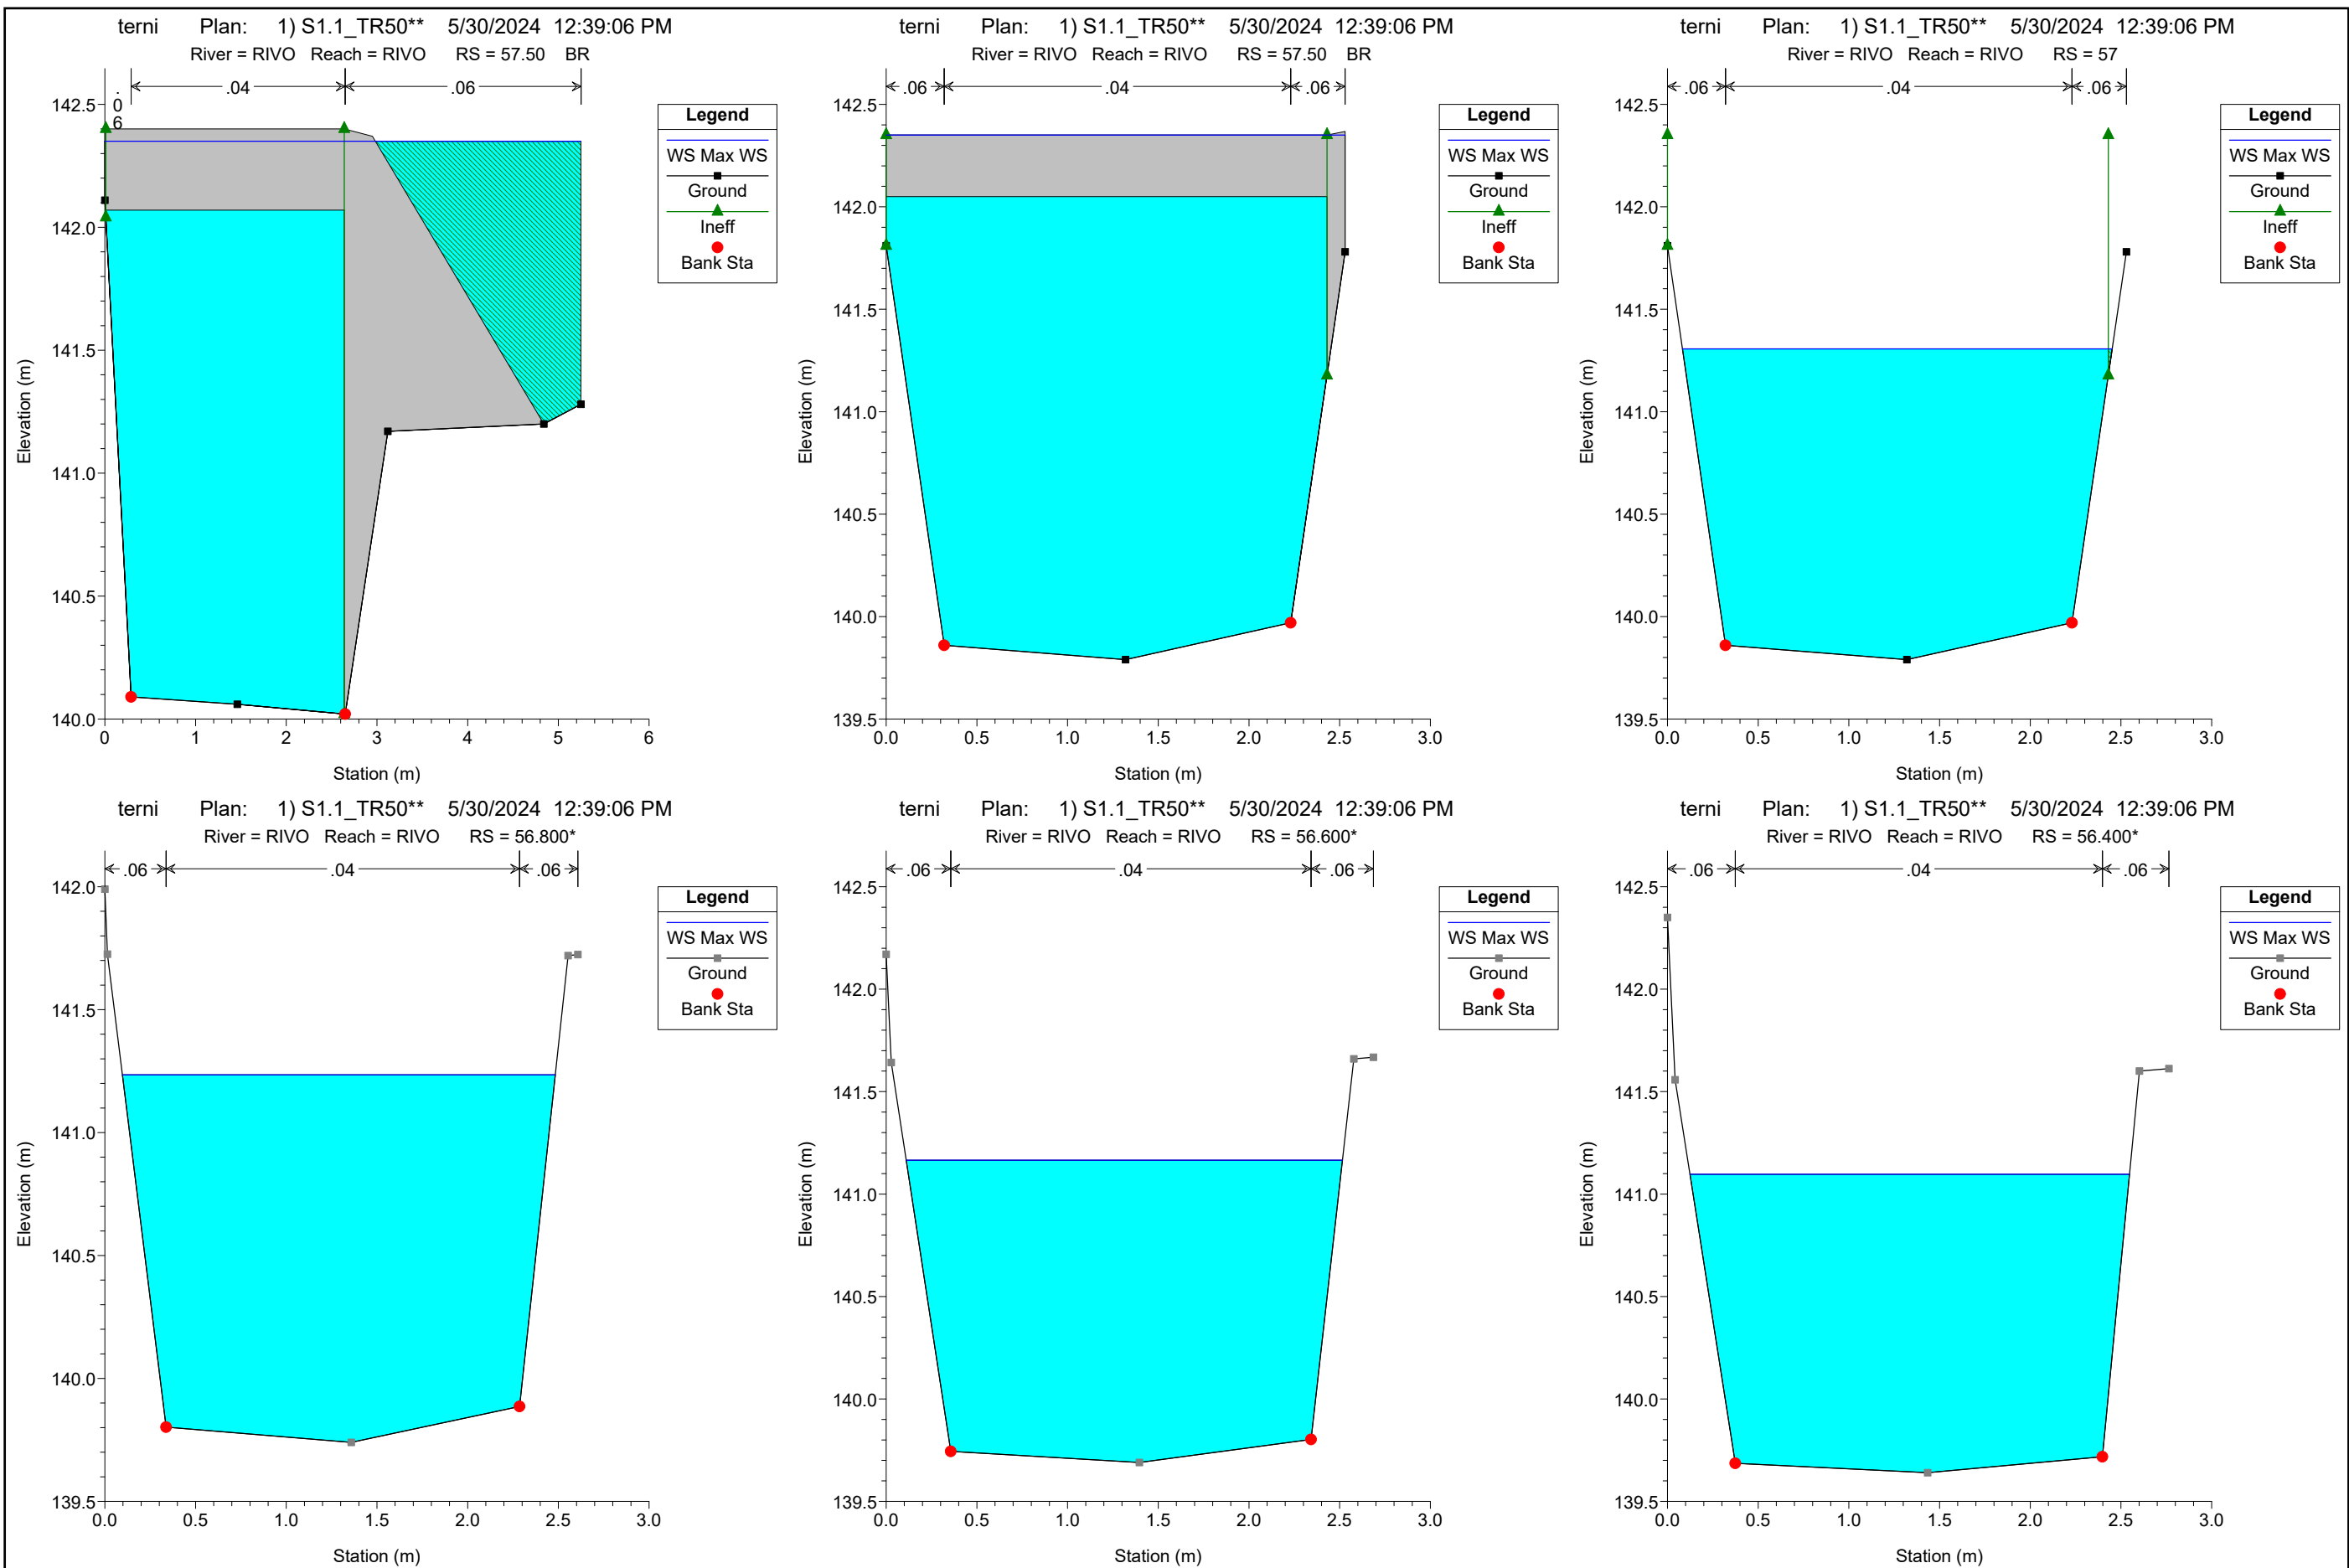 terni Plan: 1) S1.1_TR50** 5/30/2024 12:39:06 PM
River = RIVO Reach = RIVO RS = 57.50 BR
.06
.04
.06
Legend
WS Max WS
Ground
Ineff
Bank Sta
142.5
142.0
141.5
141.0
140.5
140.0
Elevation (m)
0 1 2 3 4 5 6
Station (m)
terni Plan: 1) S1.1_TR50** 5/30/2024 12:39:06 PM
River = RIVO Reach = RIVO RS = 57.50 BR
.06 .04 .06
Legend
WS Max WS
Ground
Ineff
Bank Sta
142.5
142.0
141.5
141.0
140.5
140.0
139.5
Elevation (m)
0.0 0.5 1.0 1.5 2.0 2.5 3.0
Station (m)
terni Plan: 1) S1.1_TR50** 5/30/2024 12:39:06 PM
River = RIVO Reach = RIVO RS = 57
.06 .04 .06
Legend
WS Max WS
Ground
Ineff
Bank Sta
142.5
142.0
141.5
141.0
140.5
140.0
139.5
Elevation (m)
0.0 0.5 1.0 1.5 2.0 2.5 3.0
Station (m)
terni Plan: 1) S1.1_TR50** 5/30/2024 12:39:06 PM
River = RIVO Reach = RIVO RS = 56.800*
.06 .04 .06
Legend
WS Max WS
Ground
Bank Sta
142.0
141.5
141.0
140.5
140.0
139.5
Elevation (m)
0.0 0.5 1.0 1.5 2.0 2.5 3.0
Station (m)
terni Plan: 1) S1.1_TR50** 5/30/2024 12:39:06 PM
River = RIVO Reach = RIVO RS = 56.600*
.06 .04 .06
Legend
WS Max WS
Ground
Bank Sta
142.5
142.0
141.5
141.0
140.5
140.0
139.5
Elevation (m)
0.0 0.5 1.0 1.5 2.0 2.5 3.0
Station (m)
terni Plan: 1) S1.1_TR50** 5/30/2024 12:39:06 PM
River = RIVO Reach = RIVO RS = 56.400*
.06 .04 .06
Legend
WS Max WS
Ground
Bank Sta
142.5
142.0
141.5
141.0
140.5
140.0
139.5
Elevation (m)
0.0 0.5 1.0 1.5 2.0 2.5 3.0
Station (m)